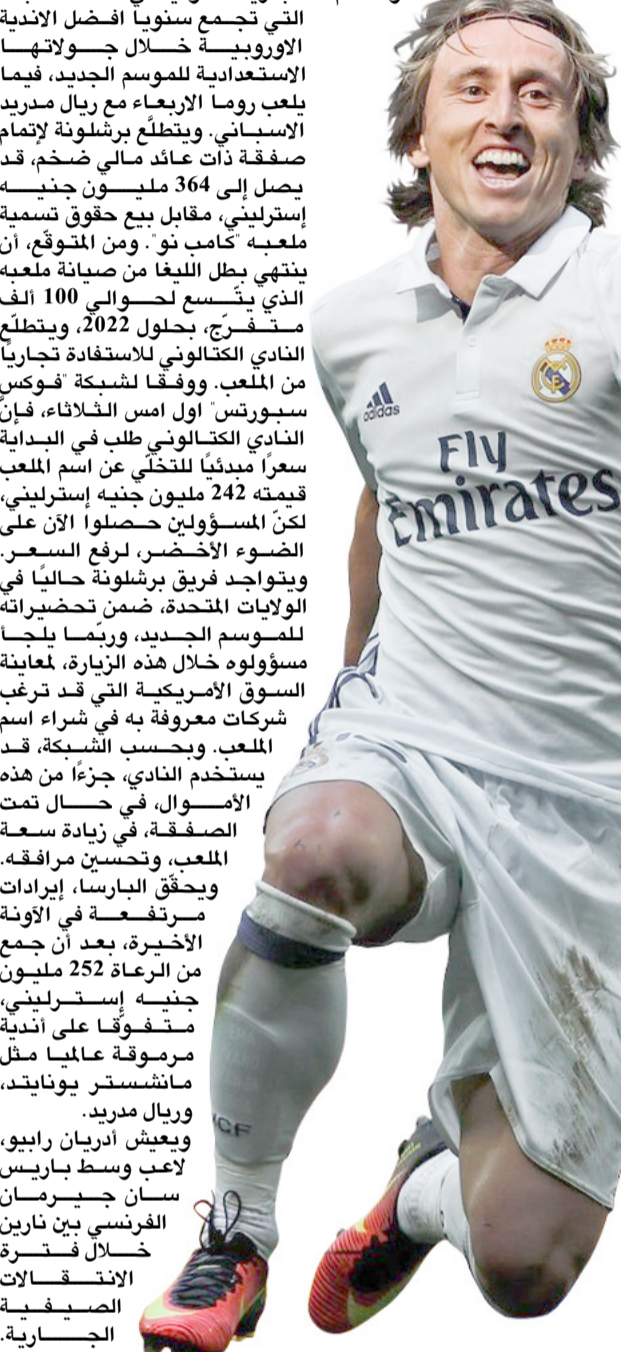 التي تجمع سنويا افضل الاندية
الاوروبية خلال جولاتها
الاستعدادية للموسم الجديد، فيما
يلعب روما الاربعاء مع ريال مدريد
الاسباني. ويتطلَّع برشلونة لإتمام
صفقة ذات عائد مالي ضخم، قد
يصل إلى 364 مليون جنيه
إسترليني، مقابل بيع حقوق تسمية
ملعبه "كامب نو". ومن المتوقّع، أن
ينتهي بطل الليغا من صيانة ملعبه
الذي يتّسع لحوالي 100 ألف
متفرّج، بحلول 2022، ويتطلّع
النادي الكتالوني للاستفادة تجاريًا
من الملعب. ووفقا لشبكة "فوكس
سبورتس" اول امس الثلاثاء، فإنَّ
النادي الكتالوني طلب في البداية
سعرًا مبدئيًا للتخلّي عن اسم الملعب
قيمته 242 مليون جنيه إسترليني،
لكنّ المسؤولين حصلوا الآن على
الضوء الأخضر، لرفع السعر.
ويتواجد فريق برشلونة حاليًا في
الولايات المتحدة، ضمن تحضيراته
للموسم الجديد، وربّما يلجأ
مسؤولوه خلال هذه الزيارة، لمعاينة
السوق الأمريكية التي قد ترغب
شركات معروفة به في شراء اسم
الملعب. وبحسب الشبكة، قد
يستخدم النادي، جزءًا من هذه
الأموال، في حال تمت
الصفقة، في زيادة سعة
الملعب، وتحسين مرافقه.
ويحقّق البارسا، إيرادات
مرتفعة في الآونة
الأخيرة، بعد أن جمع
من الرعاة 252 مليون
جنيه إسترليني،
متفوّقا على أندية
مرموقة عالميا مثل
مانشستر يونايتد،
وريال مدريد.
ويعيش أدريان رابيو،
لاعب وسط باريس
سان جيرمان
الفرنسي بين نارين
خلال فترة
الانتقالات
الصيفية
الجارية.
adidas
Fly
Emirates